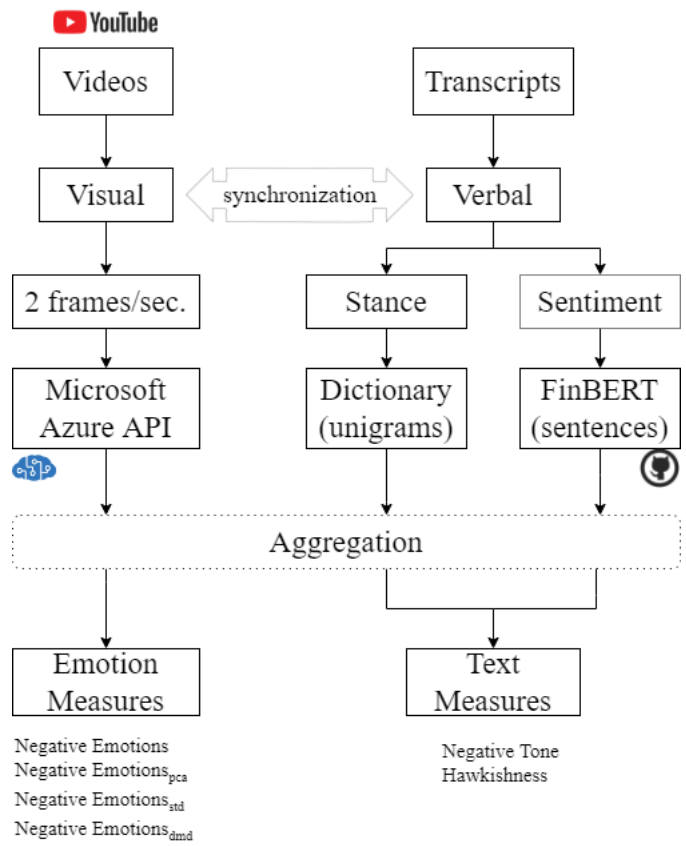 YouTube
Videos
Transcripts
Visual
synchronization
Verbal
2 frames/sec.
Stance
Sentiment
Microsoft
Azure API
Dictionary
(unigrams)
FinBERT
(sentences)
Aggregation
Emotion
Measures
Text
Measures
Negative Emotions
Negative Emotionspca
Negative Emotionsstd
Negative Emotionsdmd
Negative Tone
Hawkishness